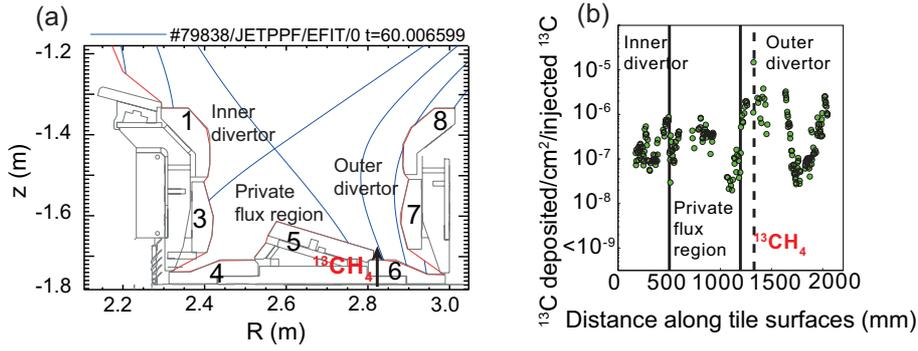 (a)
#79838/JETPPF/EFIT/0 t=60.006599
-1.2
-1.4
-1.6
-1.8
z (m)
2.2
2.4
2.6
2.8
3.0
R (m)
1
Inner
divertor
8
Outer
divertor
3
Private
flux region
7
5
4
¹³CH₄
6
(b)
¹³C deposited/cm²/injected ¹³C
10⁻⁵
10⁻⁶
10⁻⁷
10⁻⁸
<10⁻⁹
Inner
divertor
Outer
divertor
Private
flux
region
¹³CH₄
0
500
1000
1500
2000
Distance along tile surfaces (mm)